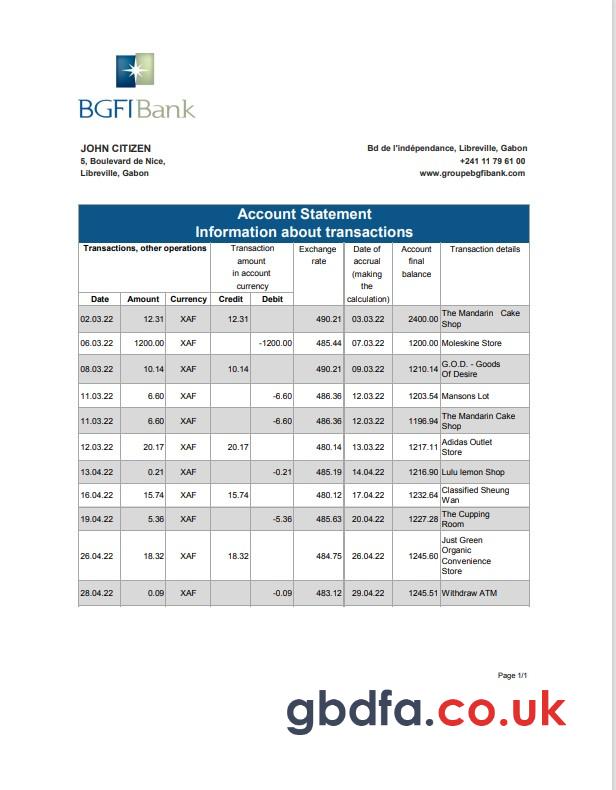 BGFIBank
JOHN CITIZEN
5, Boulevard de Nice,
Libreville, Gabon
Bd de l'indépendance, Libreville, Gabon
+241 11 79 61 00
www.groupebgfibank.com
Account Statement
Information about transactions
Transactions, other operations
Transaction
amount
in account
currency
Exchange
rate
Date of
accrual
(making
the
calculation)
Account
final
balance
Transaction details
Date Amount Currency Credit Debit
02.03.22 12.31 XAF 12.31 490.21 03.03.22 2400.00 The Mandarin Cake
Shop
06.03.22 1200.00 XAF -1200.00 485.44 07.03.22 1200.00 Moleskine Store
08.03.22 10.14 XAF 10.14 490.21 09.03.22 1210.14 G.O.D. - Goods
Of Desire
11.03.22 6.60 XAF -6.60 486.36 12.03.22 1203.54 Mansons Lot
11.03.22 6.60 XAF -6.60 486.36 12.03.22 1196.94 The Mandarin Cake
Shop
12.03.22 20.17 XAF 20.17 480.14 13.03.22 1217.11 Adidas Outlet
Store
13.04.22 0.21 XAF -0.21 485.19 14.04.22 1216.90 Lulu lemon Shop
16.04.22 15.74 XAF 15.74 480.12 17.04.22 1232.64 Classified Sheung
Wan
19.04.22 5.36 XAF -5.36 485.63 20.04.22 1227.28 The Cupping
Room
26.04.22 18.32 XAF 18.32 484.75 26.04.22 1245.60 Just Green
Organic
Convenience
Store
28.04.22 0.09 XAF -0.09 483.12 29.04.22 1245.51 Withdraw ATM
Page 1/1
gbdfa.co.uk